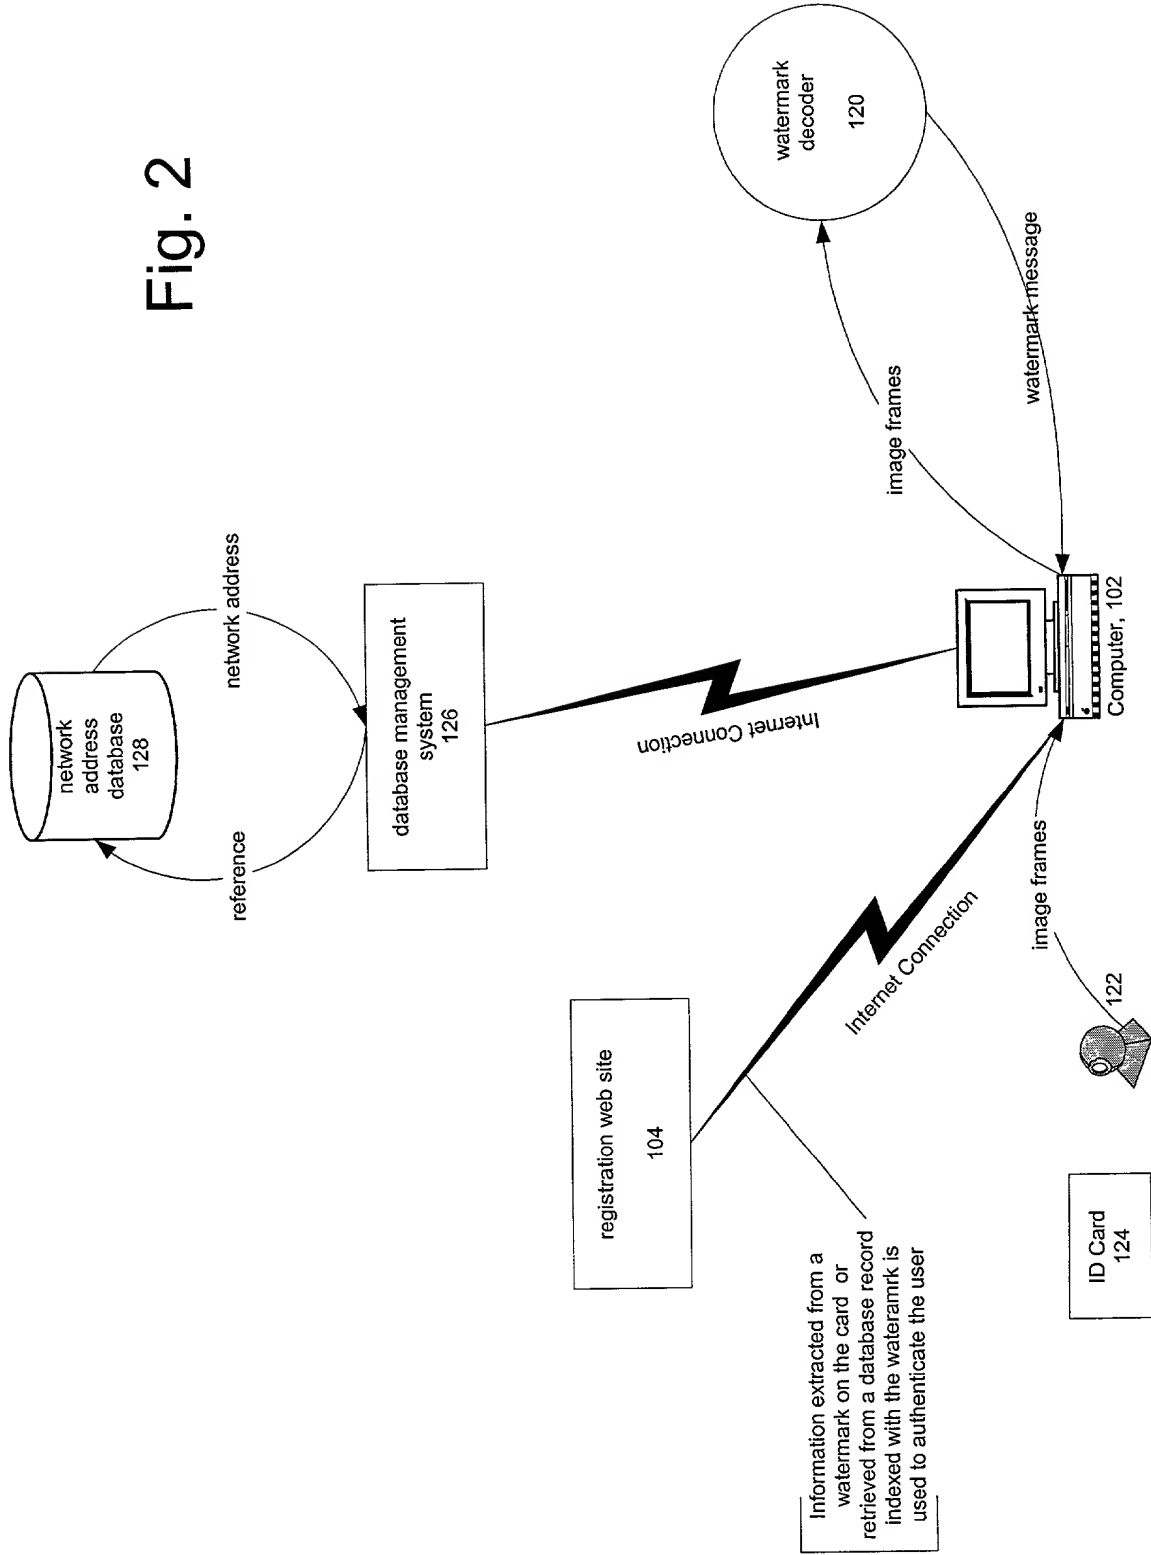 Fig. 2
network
address
database
128
network address
reference
database management
system
126
Internet Connection
watermark
decoder
120
image frames
watermark message
Computer, 102
registration web site
104
Internet Connection
image frames
122
ID Card
124
Information extracted from a
watermark on the card or
retrieved from a database record
indexed with the wateramrk is
used to authenticate the user